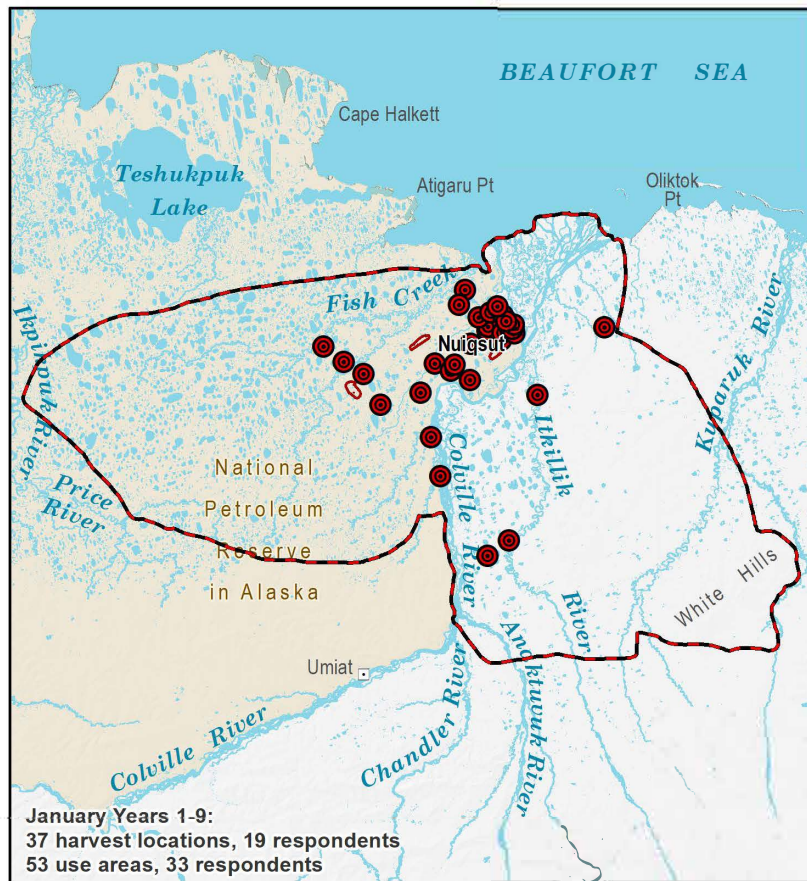 BEAUFORT SEA
Cape Halkett
Teshukpuk
Lake
Atigaru Pt
Oliktok
Pt
Fish Creek
Ikpikpuk
River
Nuiqsut
Kuparuk River
Itkillik
River
Colville River
National
Petroleum
Reserve
in Alaska
Price
River
White Hills
Anaktuvuk River
Umiat
Chandler River
Colville River
January Years 1-9:
37 harvest locations, 19 respondents
53 use areas, 33 respondents